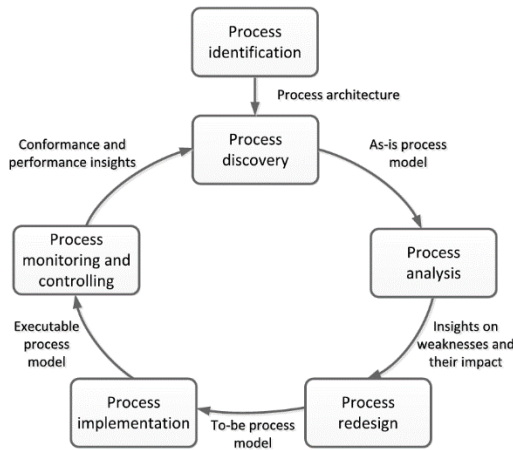 Process
identification
Process architecture
Process
discovery
As-is process
model
Process
analysis
Insights on
weaknesses and
their impact
Process
redesign
To-be process
model
Process
implementation
Executable
process
model
Process
monitoring and
controlling
Conformance and
performance insights